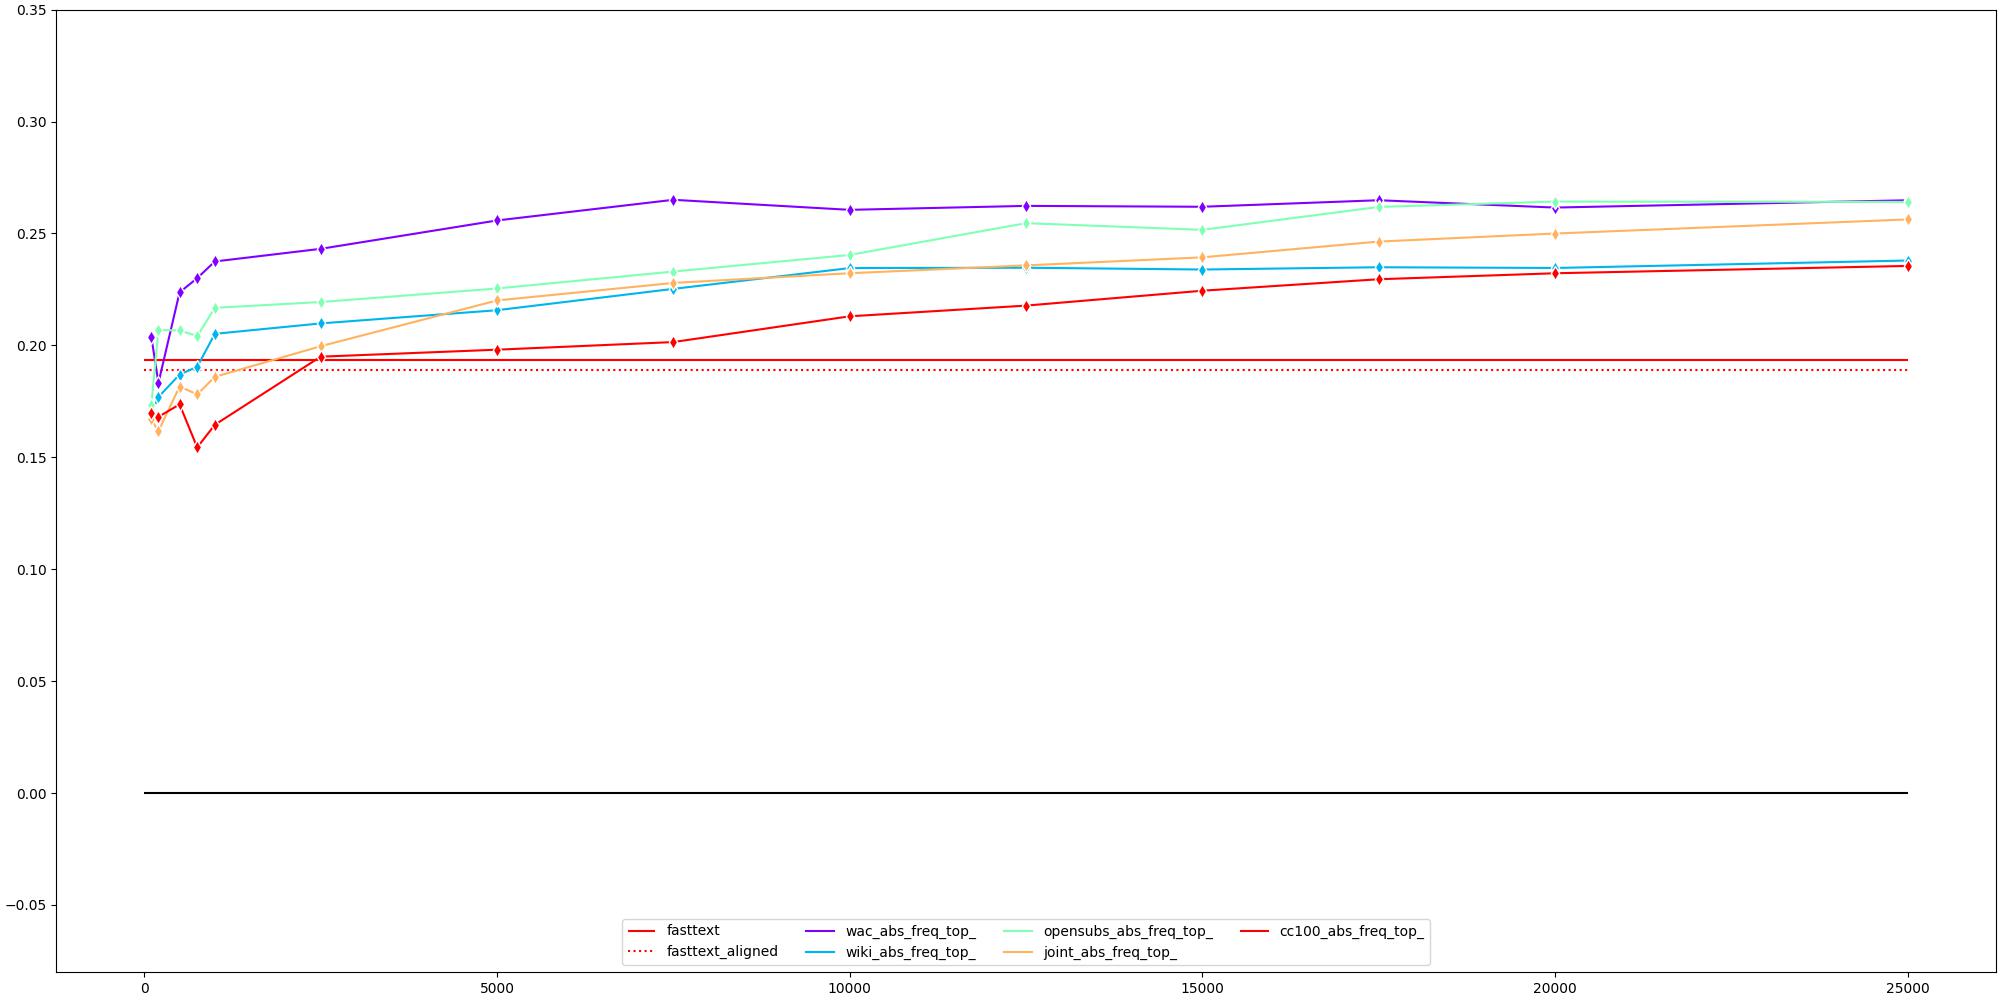 0.35
0.30
0.25
0.20
0.15
0.10
0.05
0.00
−0.05
fasttext
fasttext_aligned
wac_abs_freq_top_
wiki_abs_freq_top_
opensubs_abs_freq_top_
joint_abs_freq_top_
cc100_abs_freq_top_
0 5000 10000 15000 20000 25000